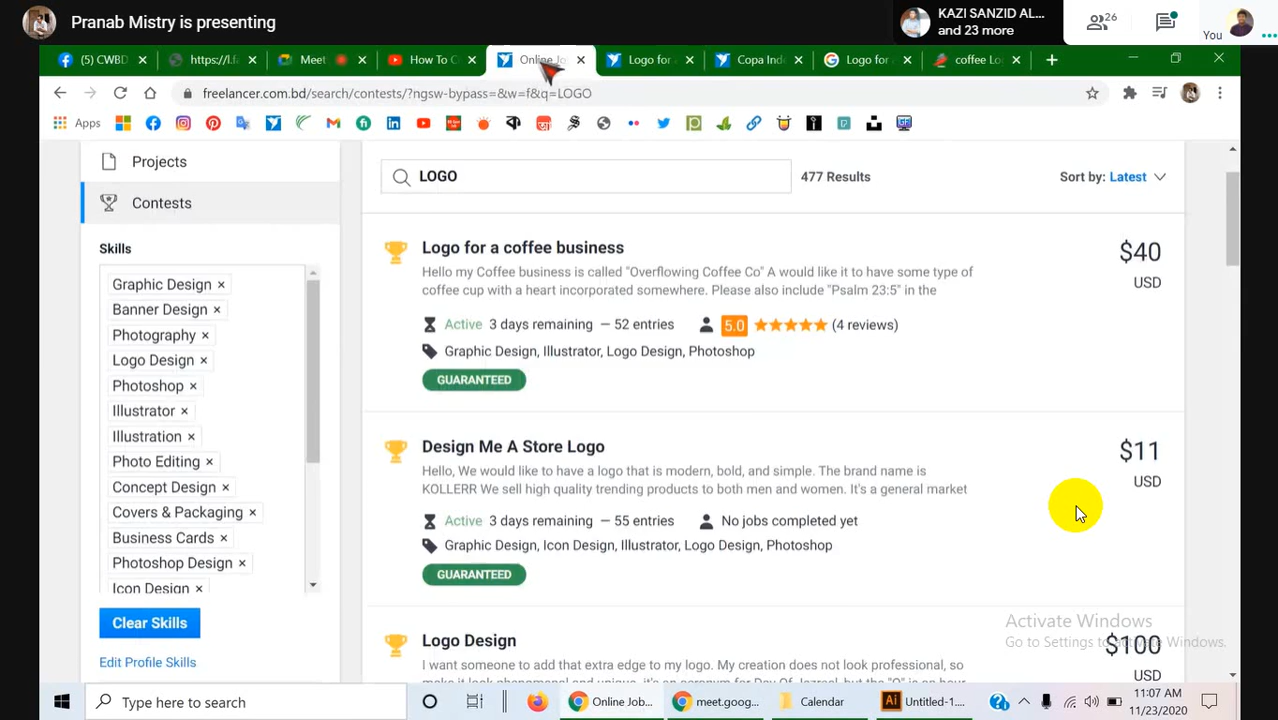 Pranab Mistry is presenting
KAZI SANZID AL...
and 23 more
26
You
(5) CWBD
https://l.fa
Meet
How To C
Online Jo
Logo for a
Copa Ind
Logo for
coffee Lo
freelancer.com.bd/search/contests/?ngsw-bypass=&w=f&q=LOGO
Apps
Projects
Contests
Skills
Graphic Design ×
Banner Design ×
Photography ×
Logo Design ×
Photoshop ×
Illustrator ×
Illustration ×
Photo Editing ×
Concept Design ×
Covers & Packaging ×
Business Cards ×
Photoshop Design ×
Icon Design ×
Clear Skills
Edit Profile Skills
LOGO
477 Results
Sort by: Latest
Logo for a coffee business
$40
USD
Hello my Coffee business is called "Overflowing Coffee Co" A would like it to have some type of
coffee cup with a heart incorporated somewhere. Please also include "Psalm 23:5" in the
Active 3 days remaining — 52 entries 5.0 (4 reviews)
Graphic Design, Illustrator, Logo Design, Photoshop
GUARANTEED
Design Me A Store Logo
$11
USD
Hello, We would like to have a logo that is modern, bold, and simple. The brand name is
KOLLERR We sell high quality trending products to both men and women. It's a general market
Active 3 days remaining — 55 entries No jobs completed yet
Graphic Design, Icon Design, Illustrator, Logo Design, Photoshop
GUARANTEED
Logo Design
$100
USD
I want someone to add that extra edge to my logo. My creation does not look professional, so
Activate Windows
Go to Settings to activate Windows.
Type here to search
Online Job...
meet.goog...
Calendar
Ai
Untitled-1....
11:07 AM
11/23/2020